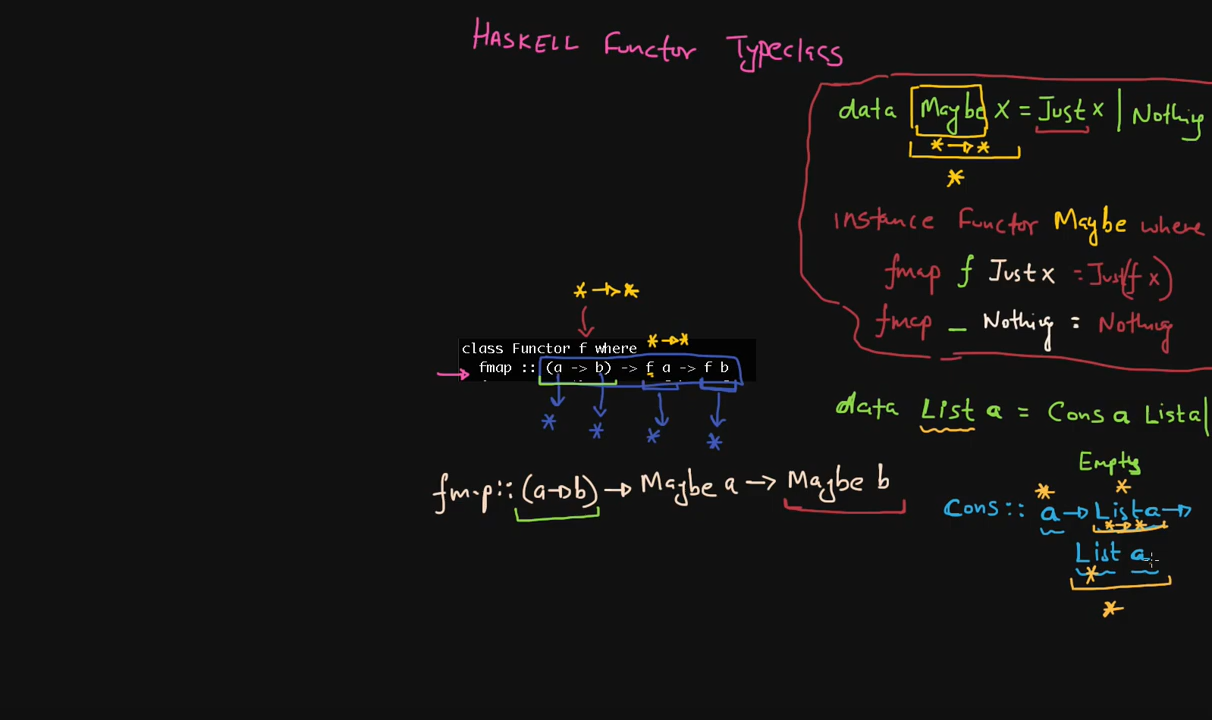 HASKELL Functor Typeclass
data Maybe x = Just x | Nothing
* → *
*
instance Functor Maybe where
fmap f Just x = Just(f x)
fmap _ Nothing = Nothing
* → *
class Functor f where * → *
fmap :: (a -> b) -> f a -> f b
* * * *
fmap :: (a → b) → Maybe a → Maybe b
data List a = Cons a List a |
Empty
* *
Cons :: a → List a →
* → *
List a
*
*